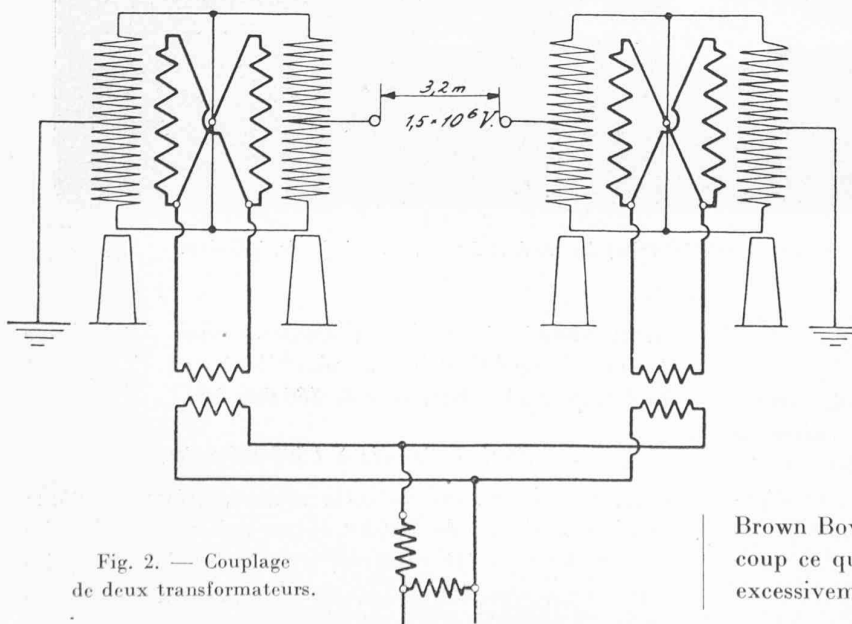 3,2 m
1,5 • 10⁶ V.
Fig. 2. — Couplage
de deux transformateurs.
Brown Bov
coup ce qu
excessivem